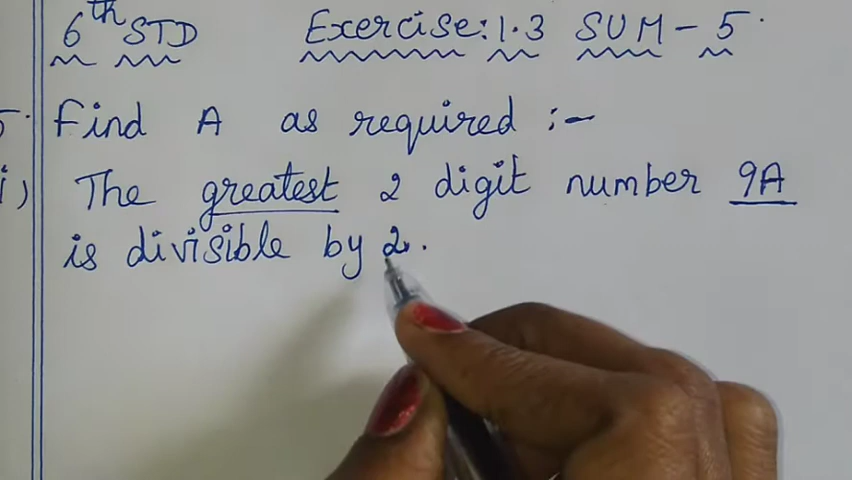 6th STD Exercise: 1.3 SUM - 5.
5. Find A as required :-
i) The greatest 2 digit number 9A
is divisible by 2.